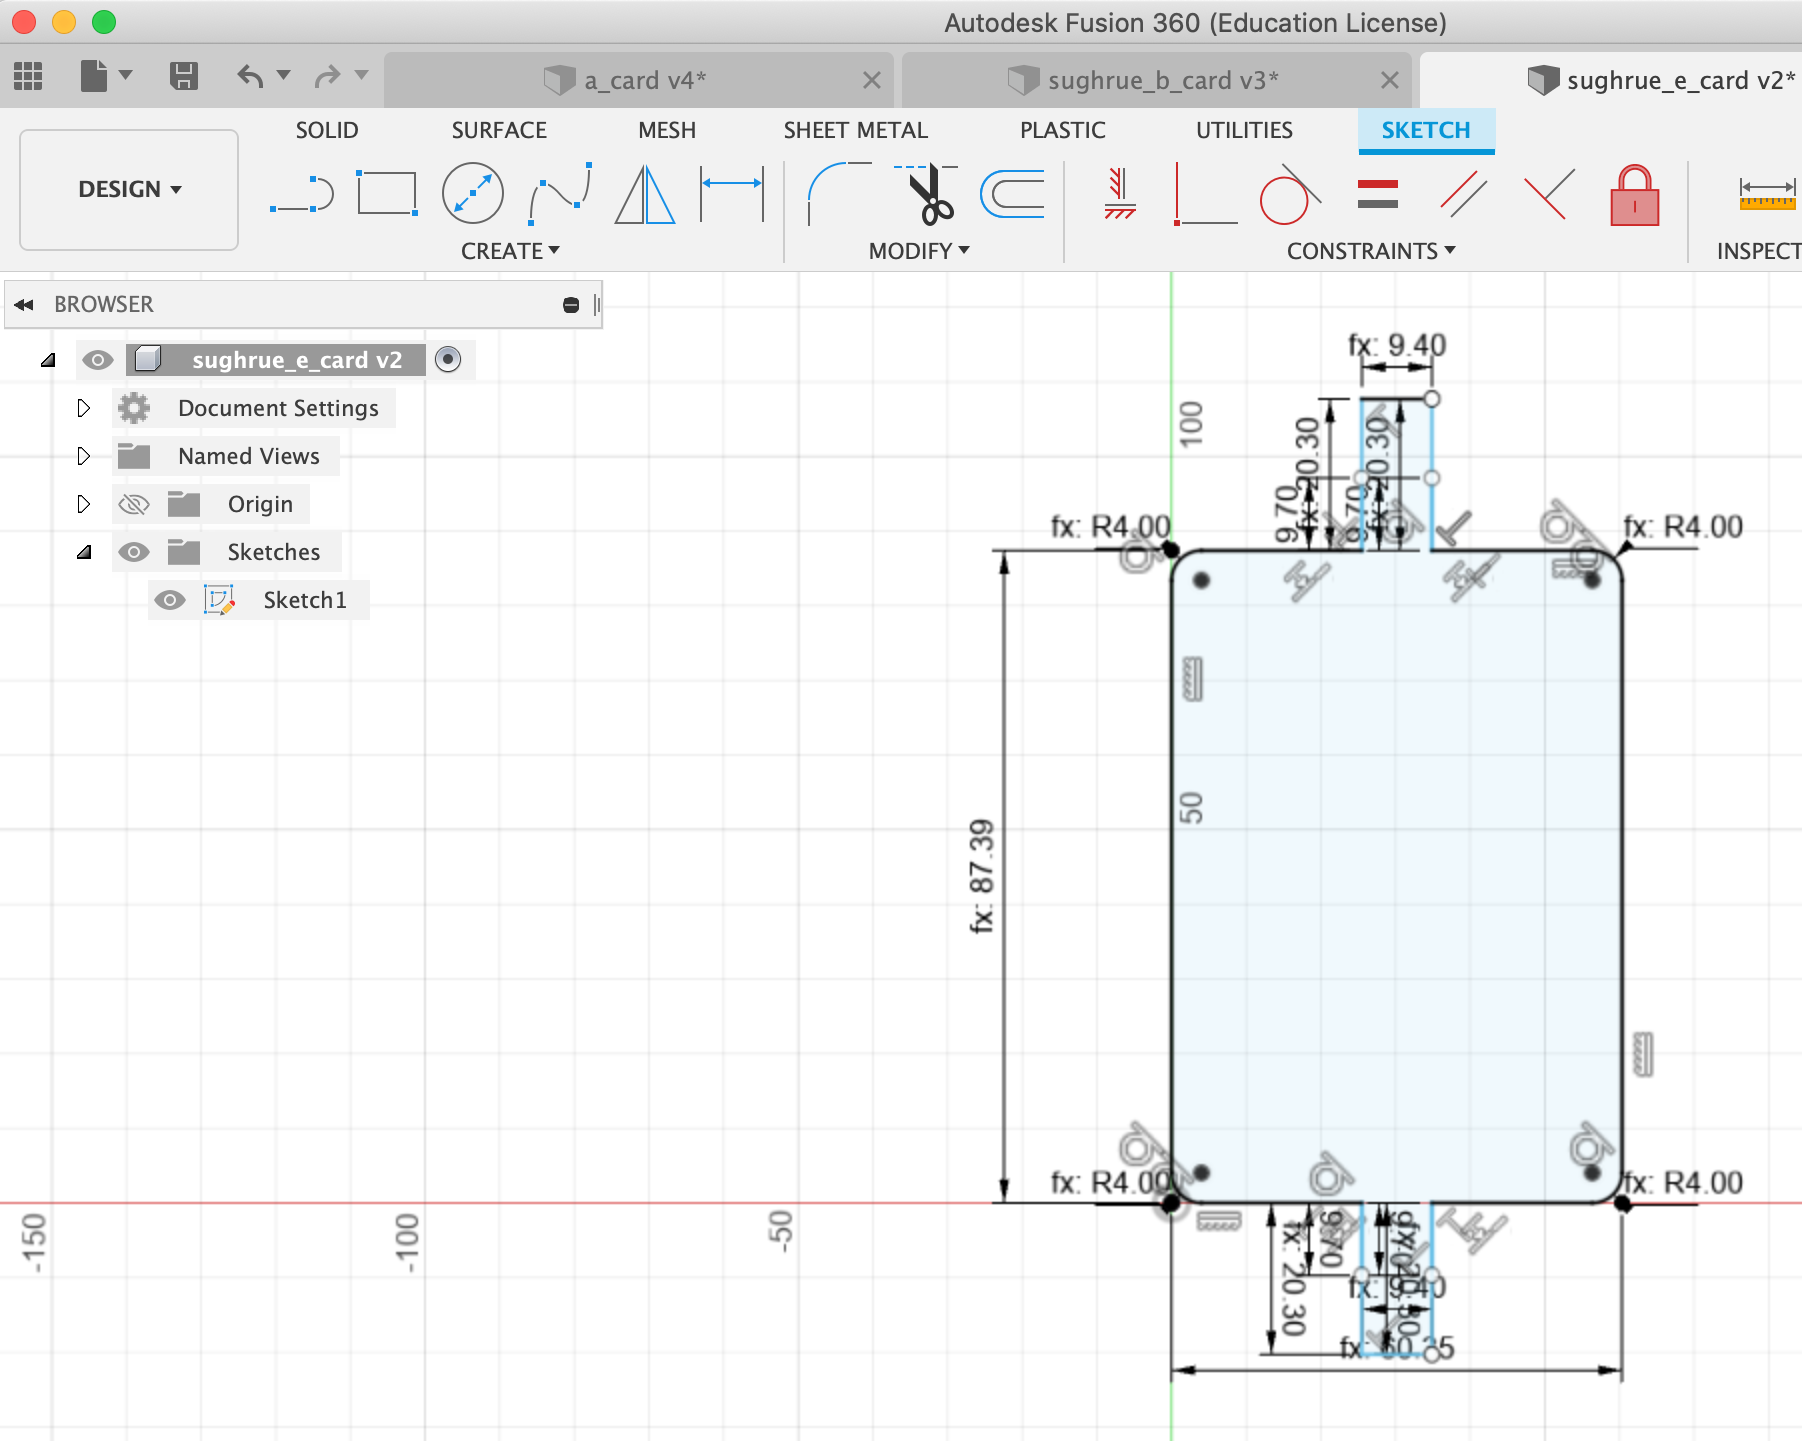 Autodesk Fusion 360 (Education License)
a_card v4*
sughrue_b_card v3*
sughrue_e_card v2*
SOLID
SURFACE
MESH
SHEET METAL
PLASTIC
UTILITIES
SKETCH
DESIGN
CREATE
MODIFY
CONSTRAINTS
INSPECT
BROWSER
sughrue_e_card v2
Document Settings
Named Views
Origin
Sketches
Sketch1
fx: 9.40
100
fx: 20.30
fx: 20.30
9.70
9.70
fx: R4.00
fx: R4.00
50
fx: 87.39
fx: R4.00
fx: R4.00
-150
-100
-50
9.70
fx: 20.30
fx: 9.40